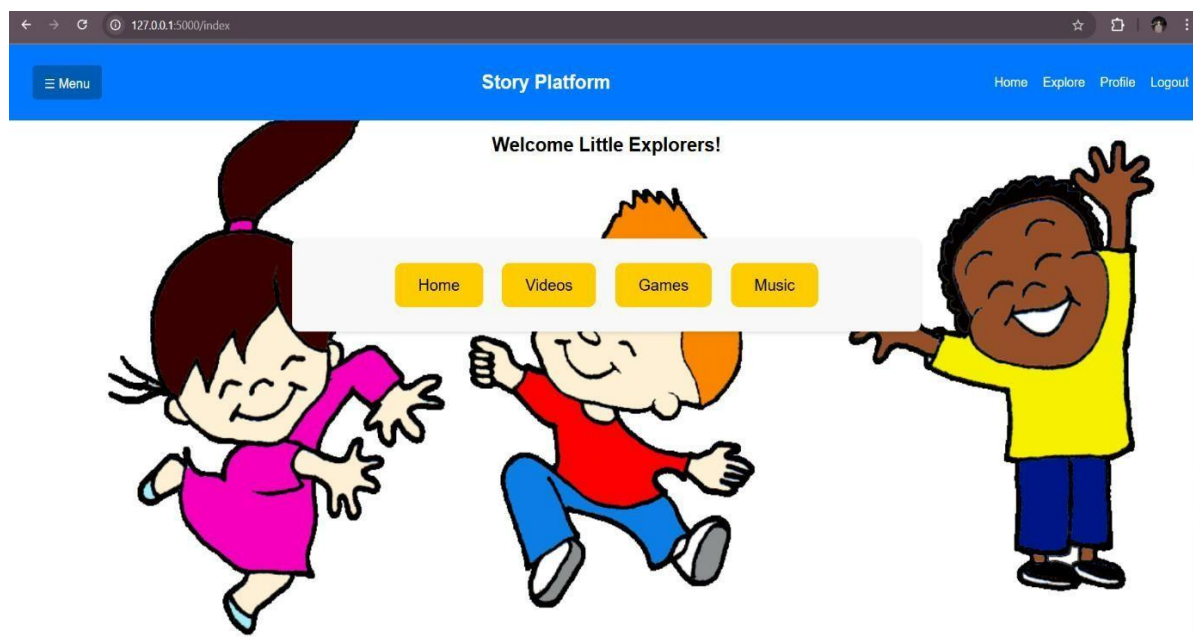 127.0.0.1:5000/index
☰ Menu
Story Platform
Home Explore Profile Logout
Welcome Little Explorers!
Home Videos Games Music